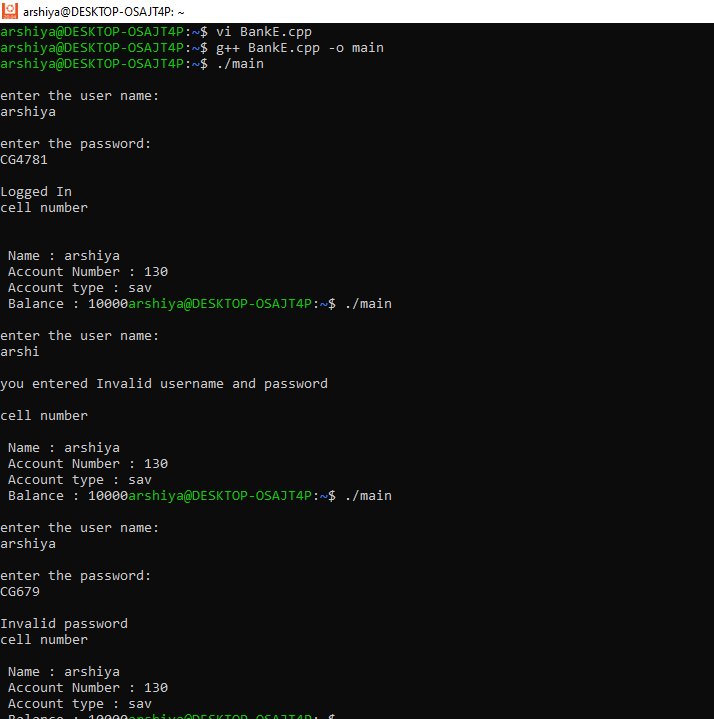 arshiya@DESKTOP-OSAJT4P: ~
arshiya@DESKTOP-OSAJT4P:~$ vi BankE.cpp
arshiya@DESKTOP-OSAJT4P:~$ g++ BankE.cpp -o main
arshiya@DESKTOP-OSAJT4P:~$ ./main
enter the user name:
arshiya
enter the password:
CG4781
Logged In
cell number
Name : arshiya
Account Number : 130
Account type : sav
Balance : 10000arshiya@DESKTOP-OSAJT4P:~$ ./main
enter the user name:
arshi
you entered Invalid username and password
cell number
Name : arshiya
Account Number : 130
Account type : sav
Balance : 10000arshiya@DESKTOP-OSAJT4P:~$ ./main
enter the user name:
arshiya
enter the password:
CG679
Invalid password
cell number
Name : arshiya
Account Number : 130
Account type : sav
Balance : 10000arshiya@DESKTOP-OSAJT4P:~$